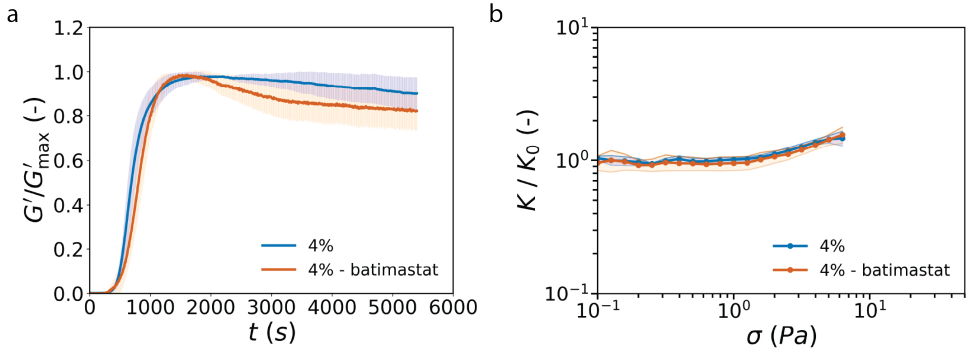 a
1.2
1.0
0.8
0.6
0.4
0.2
0.0
G′/G′max (-)
0 1000 2000 3000 4000 5000 6000
t (s)
4%
4% - batimastat
b
10¹
10⁰
10⁻¹
K / K₀ (-)
10⁻¹ 10⁰ 10¹
σ (Pa)
4%
4% - batimastat